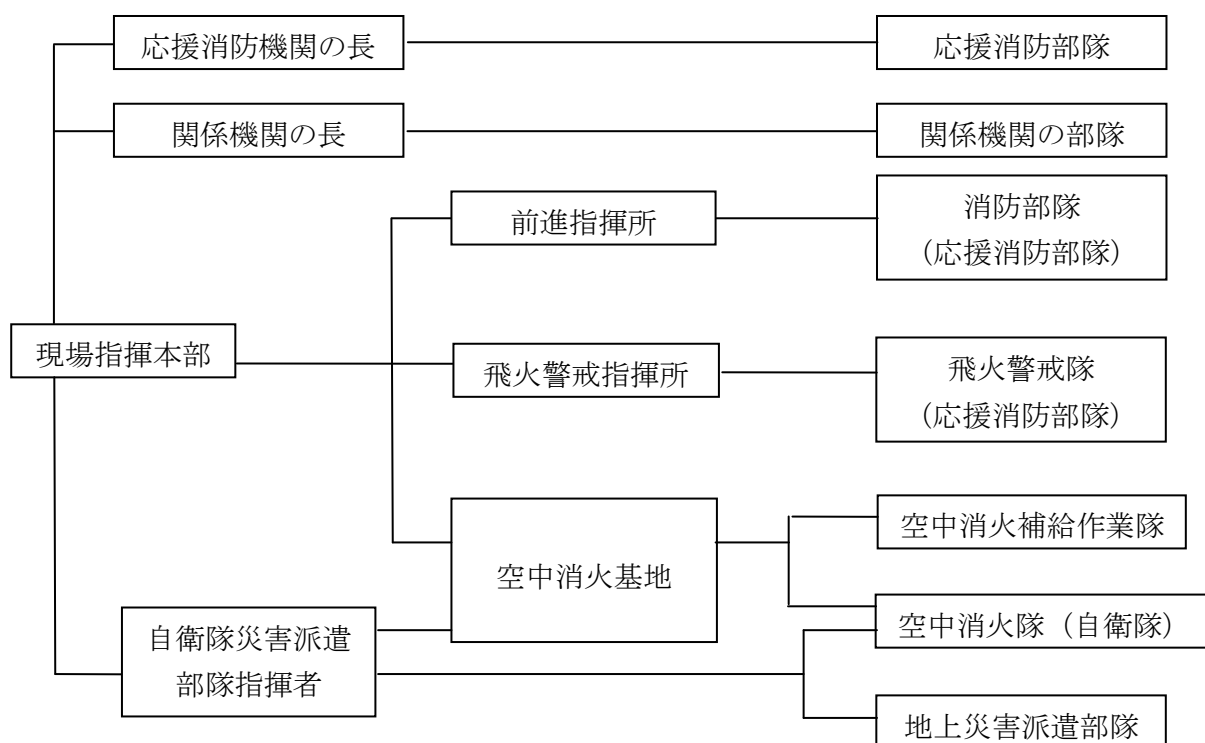 応援消防機関の長
応援消防部隊
関係機関の長
関係機関の部隊
前進指揮所
消防部隊
(応援消防部隊)
現場指揮本部
飛火警戒指揮所
飛火警戒隊
(応援消防部隊)
空中消火基地
空中消火補給作業隊
自衛隊災害派遣
部隊指揮者
空中消火隊(自衛隊)
地上災害派遣部隊